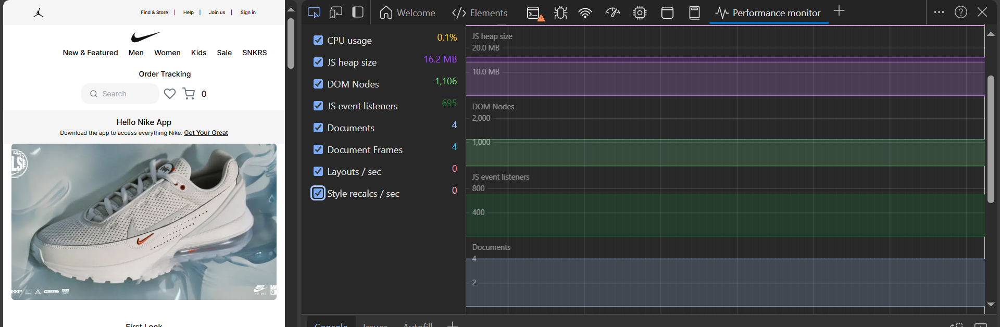 Find & Store | Help | Join us | Sign in
New & Featured Men Women Kids Sale SNKRS
Order Tracking
Search 0
Hello Nike App
Download the app to access everything Nike. Get Your Great
NIKE
AIR MAX
First Look
Welcome Elements Performance monitor
CPU usage 0.1%
JS heap size 16.2 MB
DOM Nodes 1,106
JS event listeners 695
Documents 4
Document Frames 4
Layouts / sec 0
Style recalcs / sec 0
JS heap size
20.0 MB
10.0 MB
DOM Nodes
2,000
1,000
JS event listeners
800
400
Documents
4
2
Console Issues Autofill